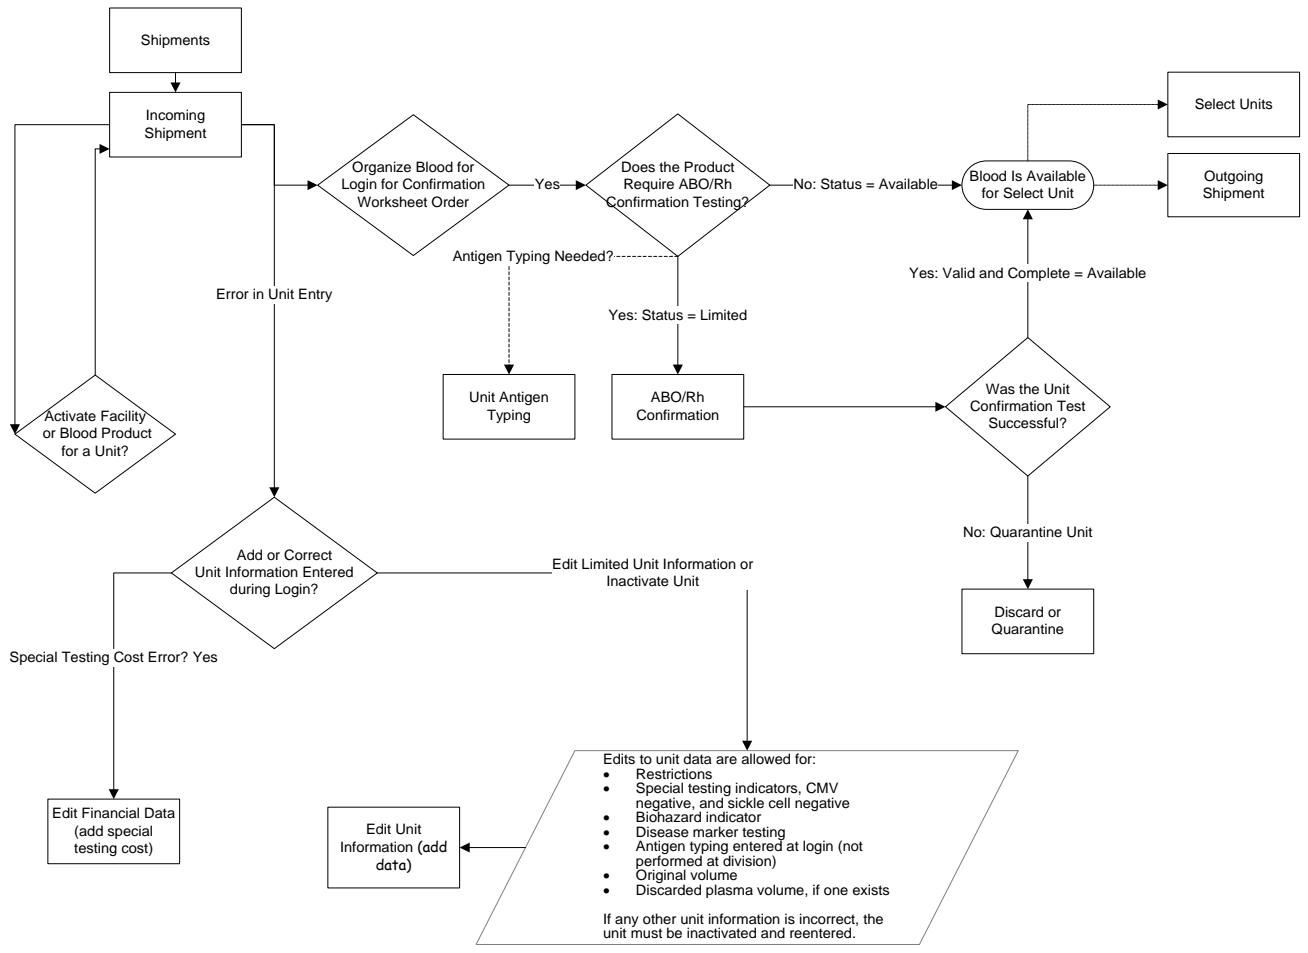 Shipments
Incoming
Shipment
Organize Blood for
Login for Confirmation
Worksheet Order
Yes
Does the Product
Require ABO/Rh
Confirmation Testing?
No: Status = Available
Blood Is Available
for Select Unit
Select Units
Outgoing
Shipment
Antigen Typing Needed?
Yes: Valid and Complete = Available
Error in Unit Entry
Yes: Status = Limited
Activate Facility
or Blood Product
for a Unit?
Unit Antigen
Typing
ABO/Rh
Confirmation
Was the Unit
Confirmation Test
Successful?
No: Quarantine Unit
Add or Correct
Unit Information Entered
during Login?
Edit Limited Unit Information or
Inactivate Unit
Discard or
Quarantine
Special Testing Cost Error? Yes
Edit Financial Data
(add special
testing cost)
Edit Unit
Information (add
data)
Edits to unit data are allowed for:
• Restrictions
• Special testing indicators, CMV
negative, and sickle cell negative
• Biohazard indicator
• Disease marker testing
• Antigen typing entered at login (not
performed at division)
• Original volume
• Discarded plasma volume, if one exists
If any other unit information is incorrect, the
unit must be inactivated and reentered.